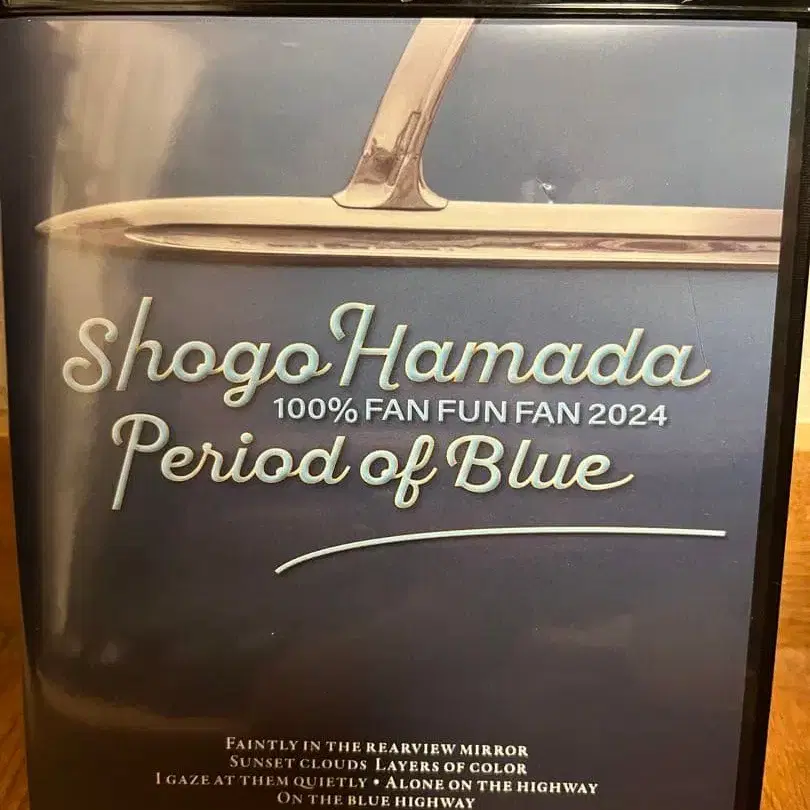 Shogo Hamada
100% FAN FUN FAN 2024
Period of Blue
FAINTLY IN THE REARVIEW MIRROR
SUNSET CLOUDS LAYERS OF COLOR
I GAZE AT THEM QUIETLY • ALONE ON THE HIGHWAY
ON THE BLUE HIGHWAY